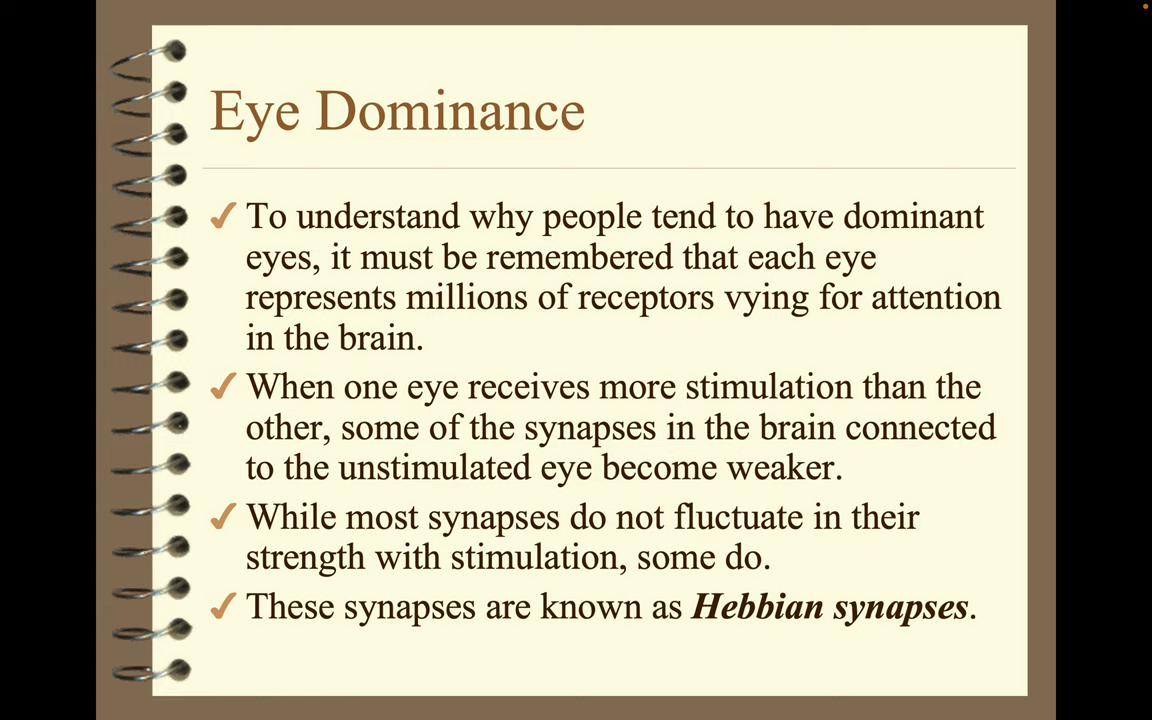 Eye Dominance
✓ To understand why people tend to have dominant
eyes, it must be remembered that each eye
represents millions of receptors vying for attention
in the brain.
✓ When one eye receives more stimulation than the
other, some of the synapses in the brain connected
to the unstimulated eye become weaker.
✓ While most synapses do not fluctuate in their
strength with stimulation, some do.
✓ These synapses are known as Hebbian synapses.